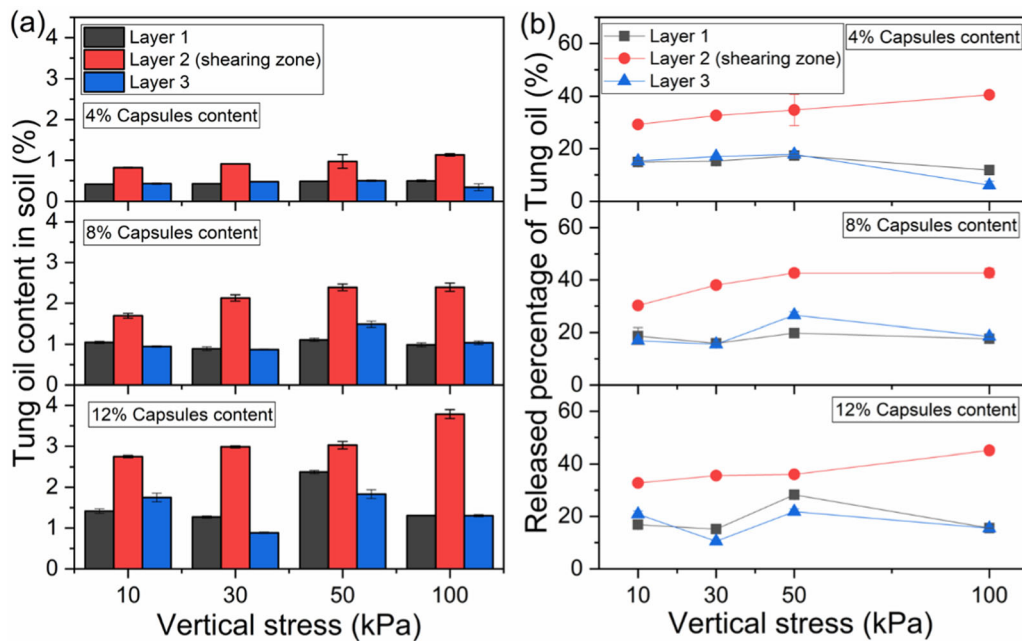 (a)
Tung oil content in soil (%)
4
3
2
1
0
Layer 1
Layer 2 (shearing zone)
Layer 3
4% Capsules content
4
3
2
1
0
8% Capsules content
4
3
2
1
0
12% Capsules content
10 30 50 100
Vertical stress (kPa)
(b)
Released percentage of Tung oil (%)
60
40
20
0
Layer 1
Layer 2 (shearing zone)
Layer 3
4% Capsules content
60
40
20
0
8% Capsules content
60
40
20
0
12% Capsules content
10 30 50 100
Vertical stress (kPa)